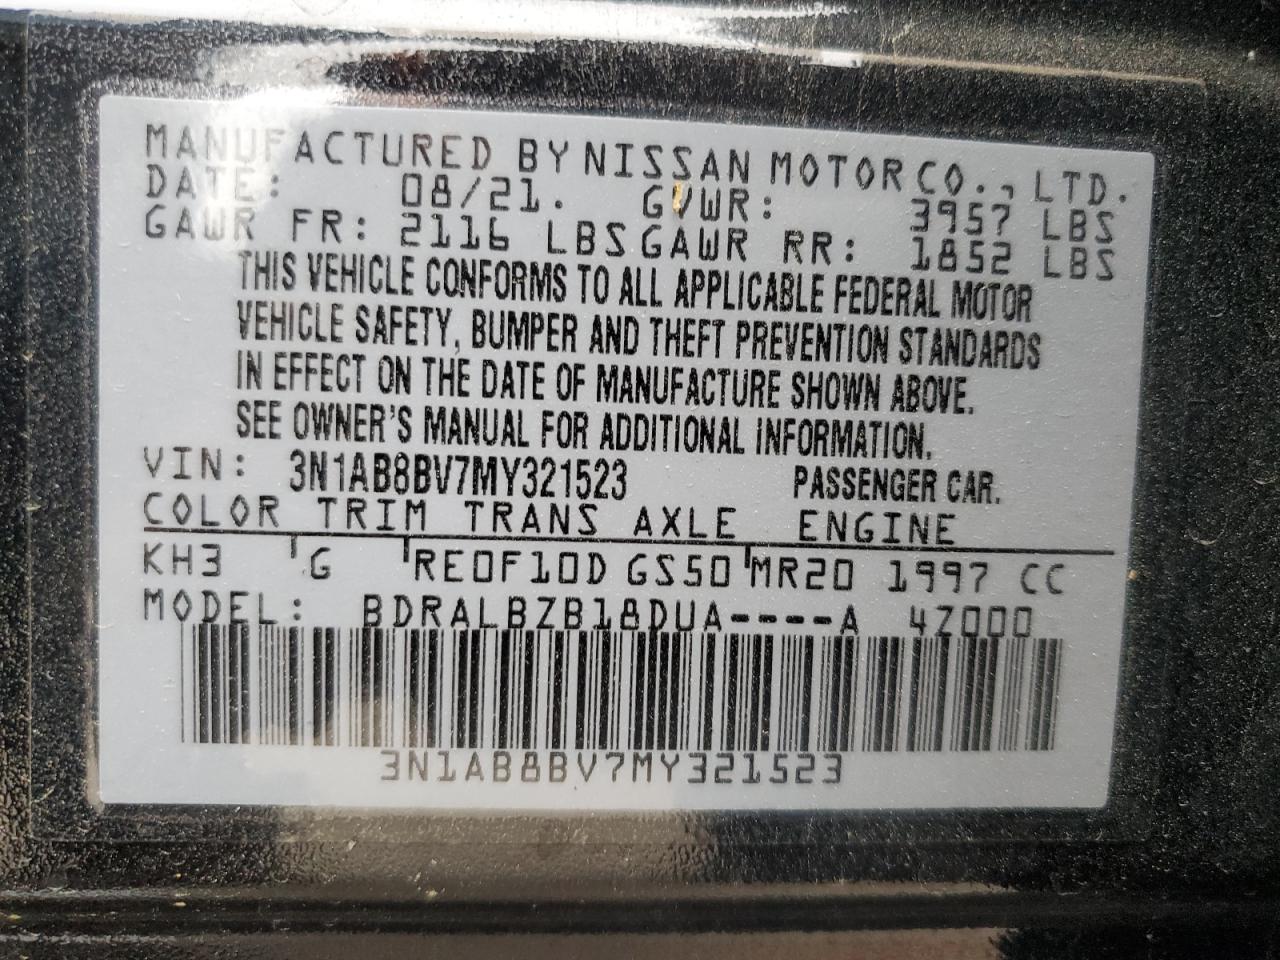 MANUFACTURED BY NISSAN MOTOR CO., LTD.
DATE: 08/21. GVWR: 3957 LBS
GAWR FR: 2116 LBS GAWR RR: 1852 LBS
THIS VEHICLE CONFORMS TO ALL APPLICABLE FEDERAL MOTOR
VEHICLE SAFETY, BUMPER AND THEFT PREVENTION STANDARDS
IN EFFECT ON THE DATE OF MANUFACTURE SHOWN ABOVE.
SEE OWNER'S MANUAL FOR ADDITIONAL INFORMATION.
VIN: 3N1AB8BV7MY321523 PASSENGER CAR.
COLOR TRIM TRANS AXLE ENGINE
KH3 G RE0F10D GS50 MR20 1997 CC
MODEL: BDRALBZB18DUA----A 4Z000
3N1AB8BV7MY321523